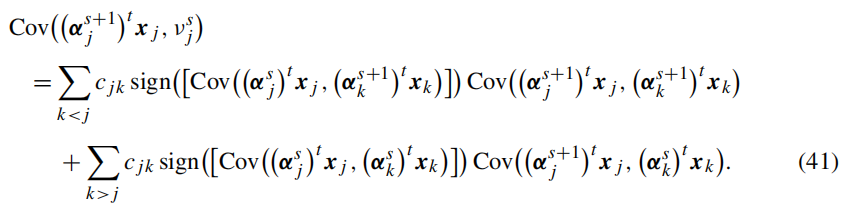 Cov((α_j^{s+1})^t x_j, ν_j^s)
= ∑_{k<j} c_{jk} sign([Cov((α_j^s)^t x_j, (α_k^{s+1})^t x_k)]) Cov((α_j^{s+1})^t x_j, (α_k^{s+1})^t x_k)
+ ∑_{k>j} c_{jk} sign([Cov((α_j^s)^t x_j, (α_k^s)^t x_k)]) Cov((α_j^{s+1})^t x_j, (α_k^s)^t x_k). (41)